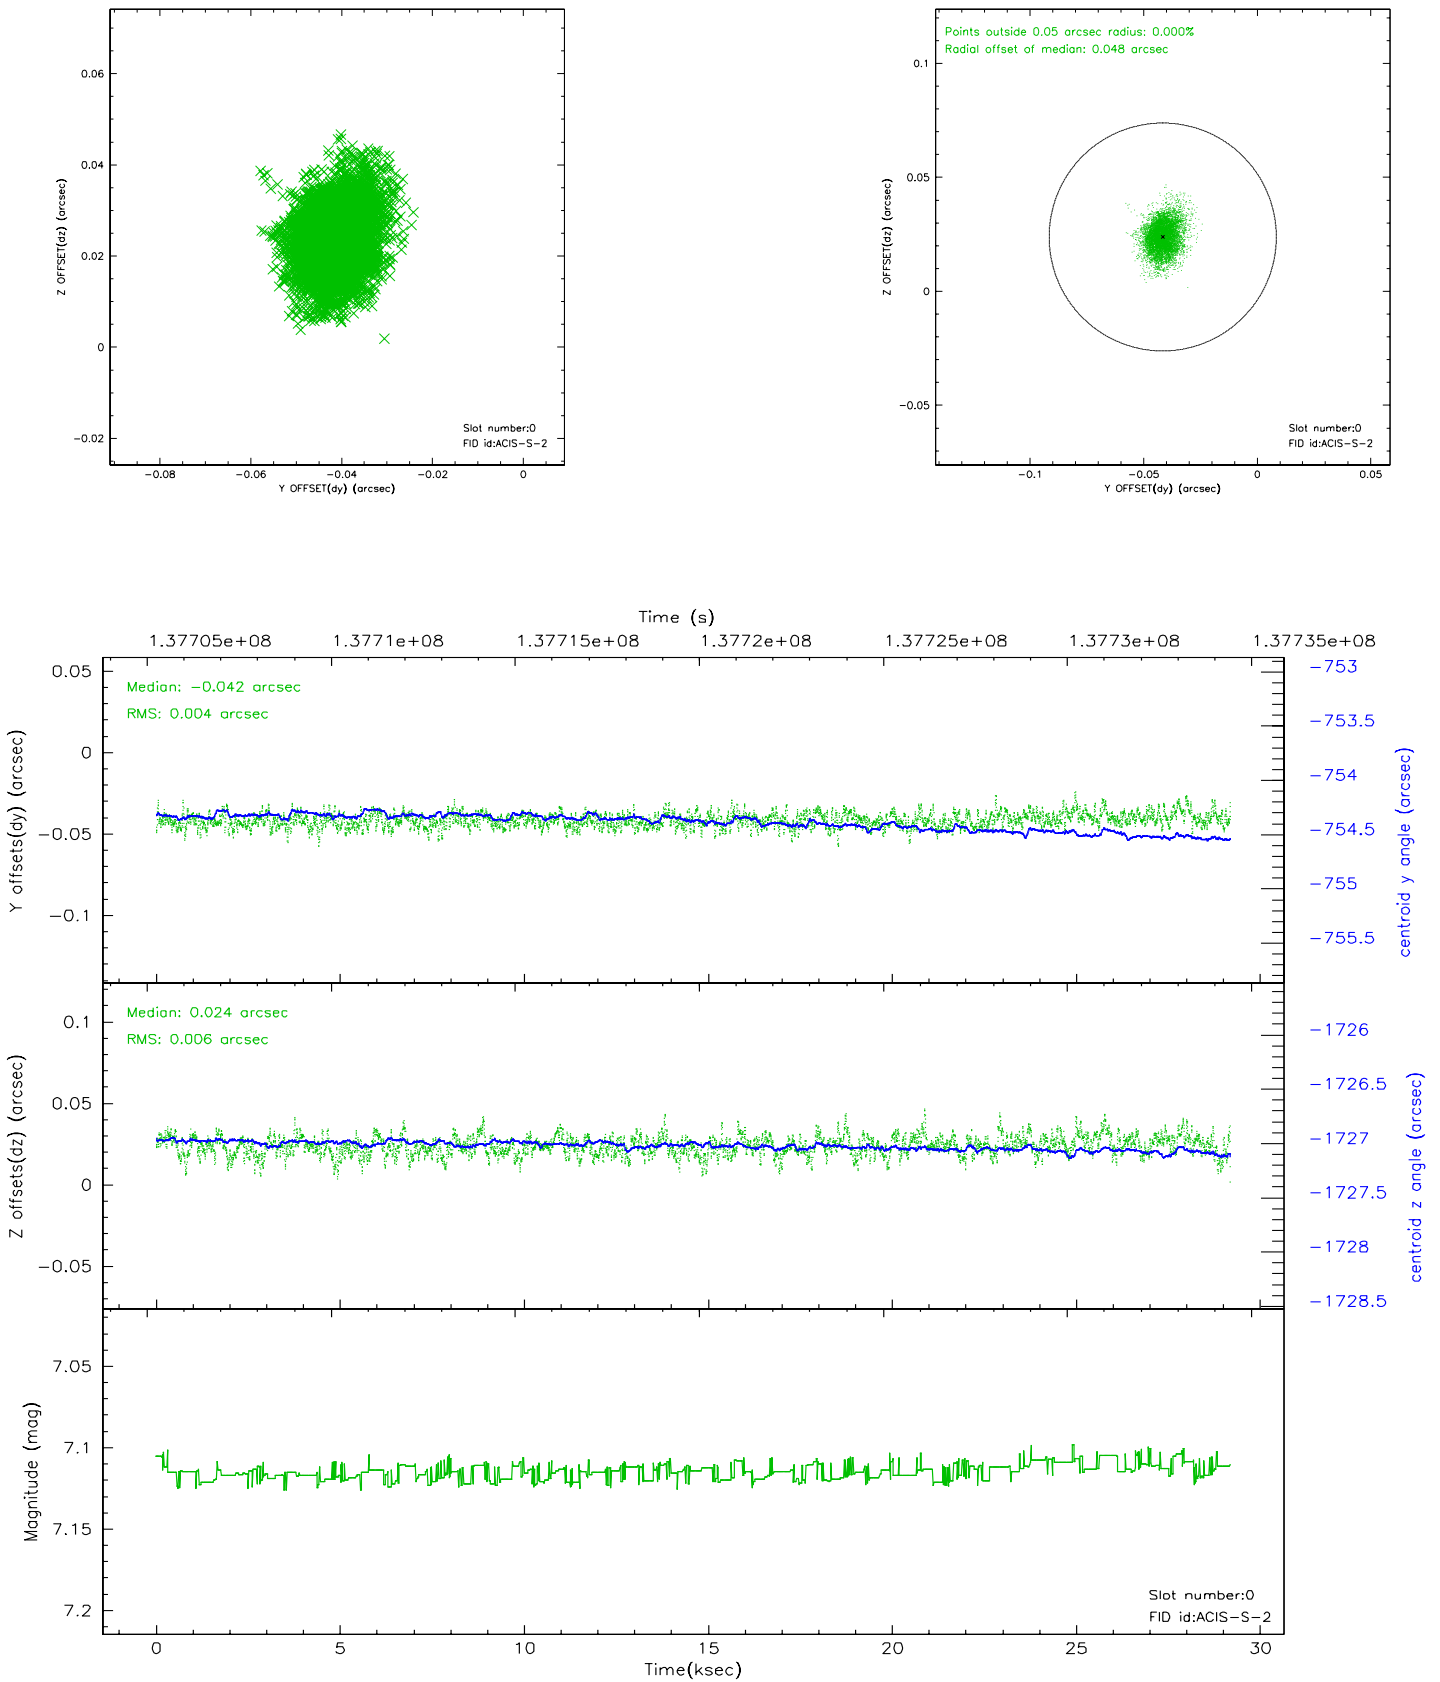 0.06
0.04
0.02
0
−0.02
Z OFFSET(dz) (arcsec)
Slot number:0
FID id:ACIS−S−2
−0.08
−0.06
−0.04
−0.02
0
Y OFFSET(dy) (arcsec)
Points outside 0.05 arcsec radius: 0.000%
Radial offset of median: 0.048 arcsec
0.1
0.05
0
−0.05
Z OFFSET(dz) (arcsec)
Slot number:0
FID id:ACIS−S−2
−0.1
−0.05
0
0.05
Y OFFSET(dy) (arcsec)
Time (s)
1.37705e+08
1.3771e+08
1.37715e+08
1.3772e+08
1.37725e+08
1.3773e+08
1.37735e+08
Median: −0.042 arcsec
RMS: 0.004 arcsec
0.05
0
−0.05
−0.1
Y offsets(dy) (arcsec)
−753
−753.5
−754
−754.5
−755
−755.5
centroid y angle (arcsec)
Median: 0.024 arcsec
RMS: 0.006 arcsec
0.1
0.05
0
−0.05
Z offsets(dz) (arcsec)
−1726
−1726.5
−1727
−1727.5
−1728
−1728.5
centroid z angle (arcsec)
7.05
7.1
7.15
7.2
Magnitude (mag)
Slot number:0
FID id:ACIS−S−2
0
5
10
15
20
25
30
Time(ksec)